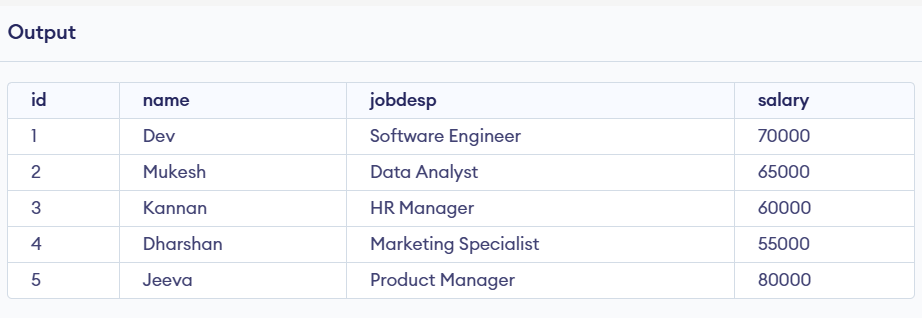 Output
id name jobdesp salary
1 Dev Software Engineer 70000
2 Mukesh Data Analyst 65000
3 Kannan HR Manager 60000
4 Dharshan Marketing Specialist 55000
5 Jeeva Product Manager 80000